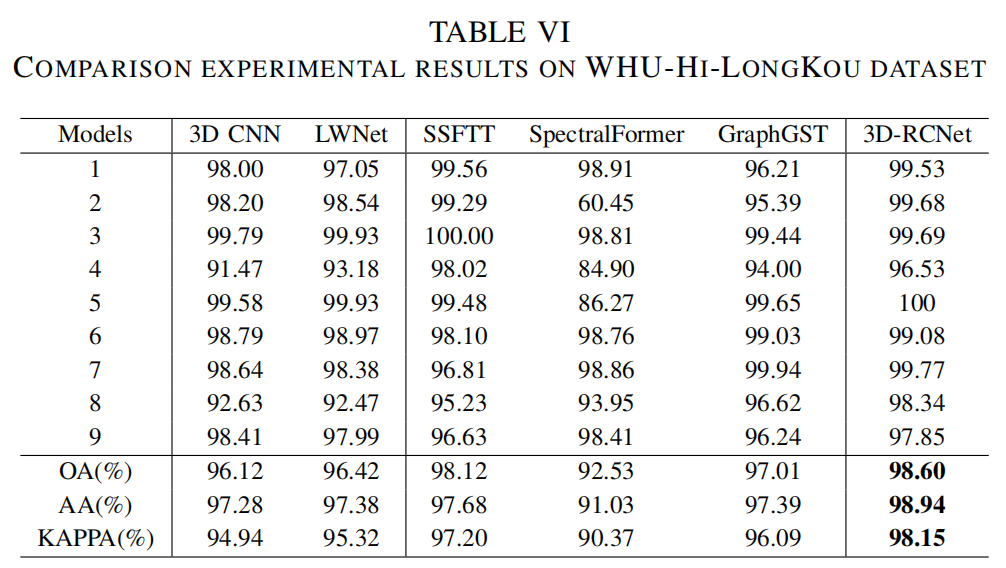 TABLE VI
COMPARISON EXPERIMENTAL RESULTS ON WHU-HI-LONGKOU DATASET
Models 3D CNN LWNet SSFTT SpectralFormer GraphGST 3D-RCNet
1 98.00 97.05 99.56 98.91 96.21 99.53
2 98.20 98.54 99.29 60.45 95.39 99.68
3 99.79 99.93 100.00 98.81 99.44 99.69
4 91.47 93.18 98.02 84.90 94.00 96.53
5 99.58 99.93 99.48 86.27 99.65 100
6 98.79 98.97 98.10 98.76 99.03 99.08
7 98.64 98.38 96.81 98.86 99.94 99.77
8 92.63 92.47 95.23 93.95 96.62 98.34
9 98.41 97.99 96.63 98.41 96.24 97.85
OA(%) 96.12 96.42 98.12 92.53 97.01 98.60
AA(%) 97.28 97.38 97.68 91.03 97.39 98.94
KAPPA(%) 94.94 95.32 97.20 90.37 96.09 98.15